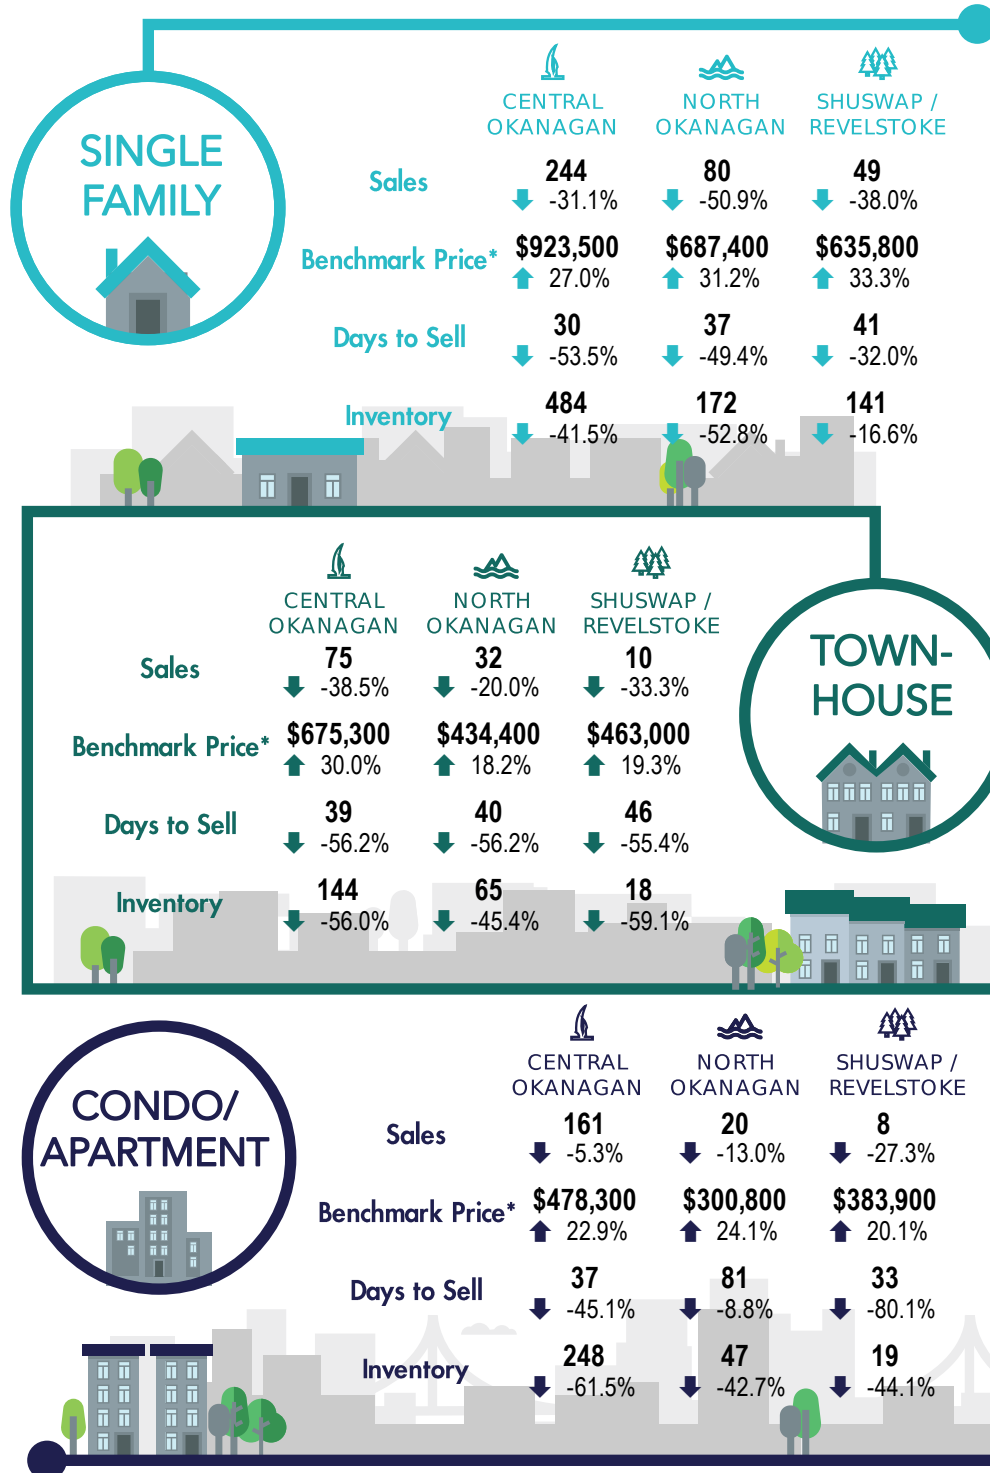 SINGLE
FAMILY
CENTRAL
OKANAGAN
NORTH
OKANAGAN
SHUSWAP /
REVELSTOKE
Sales
244 80 49
-31.1% -50.9% -38.0%
Benchmark Price*
$923,500 $687,400 $635,800
27.0% 31.2% 33.3%
Days to Sell
30 37 41
-53.5% -49.4% -32.0%
Inventory
484 172 141
-41.5% -52.8% -16.6%
TOWN-
HOUSE
CENTRAL
OKANAGAN
NORTH
OKANAGAN
SHUSWAP /
REVELSTOKE
Sales
75 32 10
-38.5% -20.0% -33.3%
Benchmark Price*
$675,300 $434,400 $463,000
30.0% 18.2% 19.3%
Days to Sell
39 40 46
-56.2% -56.2% -55.4%
Inventory
144 65 18
-56.0% -45.4% -59.1%
CONDO/
APARTMENT
CENTRAL
OKANAGAN
NORTH
OKANAGAN
SHUSWAP /
REVELSTOKE
Sales
161 20 8
-5.3% -13.0% -27.3%
Benchmark Price*
$478,300 $300,800 $383,900
22.9% 24.1% 20.1%
Days to Sell
37 81 33
-45.1% -8.8% -80.1%
Inventory
248 47 19
-61.5% -42.7% -44.1%